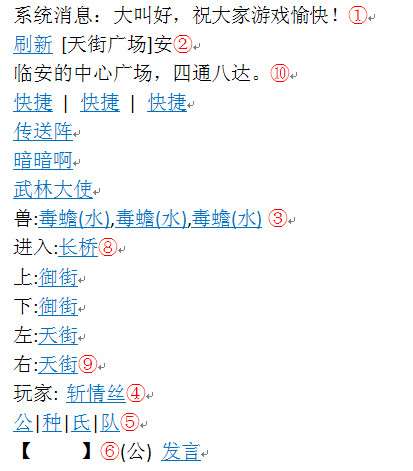 系统消息：大叫好，祝大家游戏愉快！①
刷新 [天街广场]安②
临安的中心广场，四通八达。⑩
快捷 | 快捷 | 快捷
传送阵
暗暗啊
武林大使
兽:毒蟾(水),毒蟾(水),毒蟾(水) ③
进入:长桥⑧
上:御街
下:御街
左:天街
右:天街⑨
玩家: 斩情丝④
公|种|氏|队⑤
【 】⑥(公) 发言